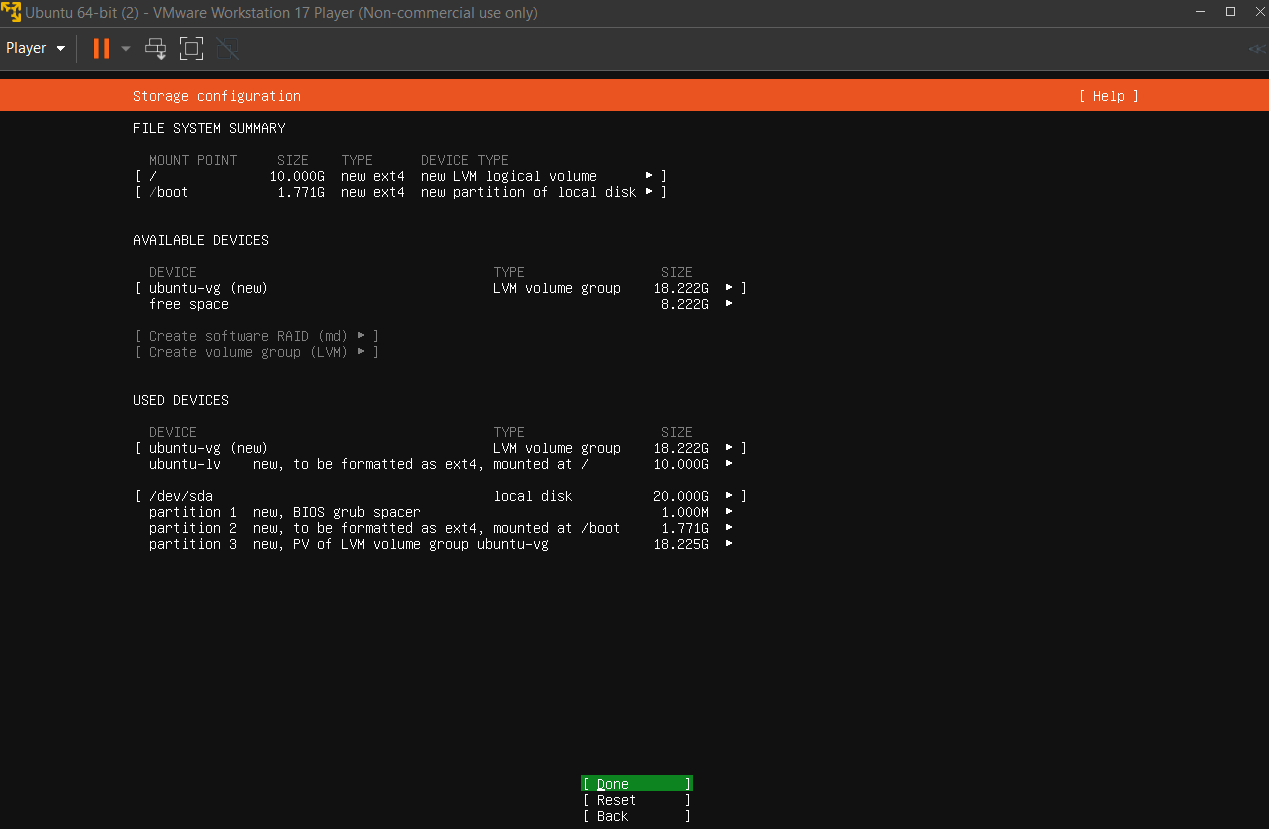 Ubuntu 64-bit (2) - VMware Workstation 17 Player (Non-commercial use only)
Player
Storage configuration [ Help ]
FILE SYSTEM SUMMARY
MOUNT POINT SIZE TYPE DEVICE TYPE
[ / 10.000G new ext4 new LVM logical volume ▸ ]
[ /boot 1.771G new ext4 new partition of local disk ▸ ]
AVAILABLE DEVICES
DEVICE TYPE SIZE
[ ubuntu-vg (new) LVM volume group 18.222G ▸ ]
free space 8.222G ▸
[ Create software RAID (md) ▸ ]
[ Create volume group (LVM) ▸ ]
USED DEVICES
DEVICE TYPE SIZE
[ ubuntu-vg (new) LVM volume group 18.222G ▸ ]
ubuntu-lv new, to be formatted as ext4, mounted at / 10.000G ▸
[ /dev/sda local disk 20.000G ▸ ]
partition 1 new, BIOS grub spacer 1.000M ▸
partition 2 new, to be formatted as ext4, mounted at /boot 1.771G ▸
partition 3 new, PV of LVM volume group ubuntu-vg 18.225G ▸
[ Done ]
[ Reset ]
[ Back ]